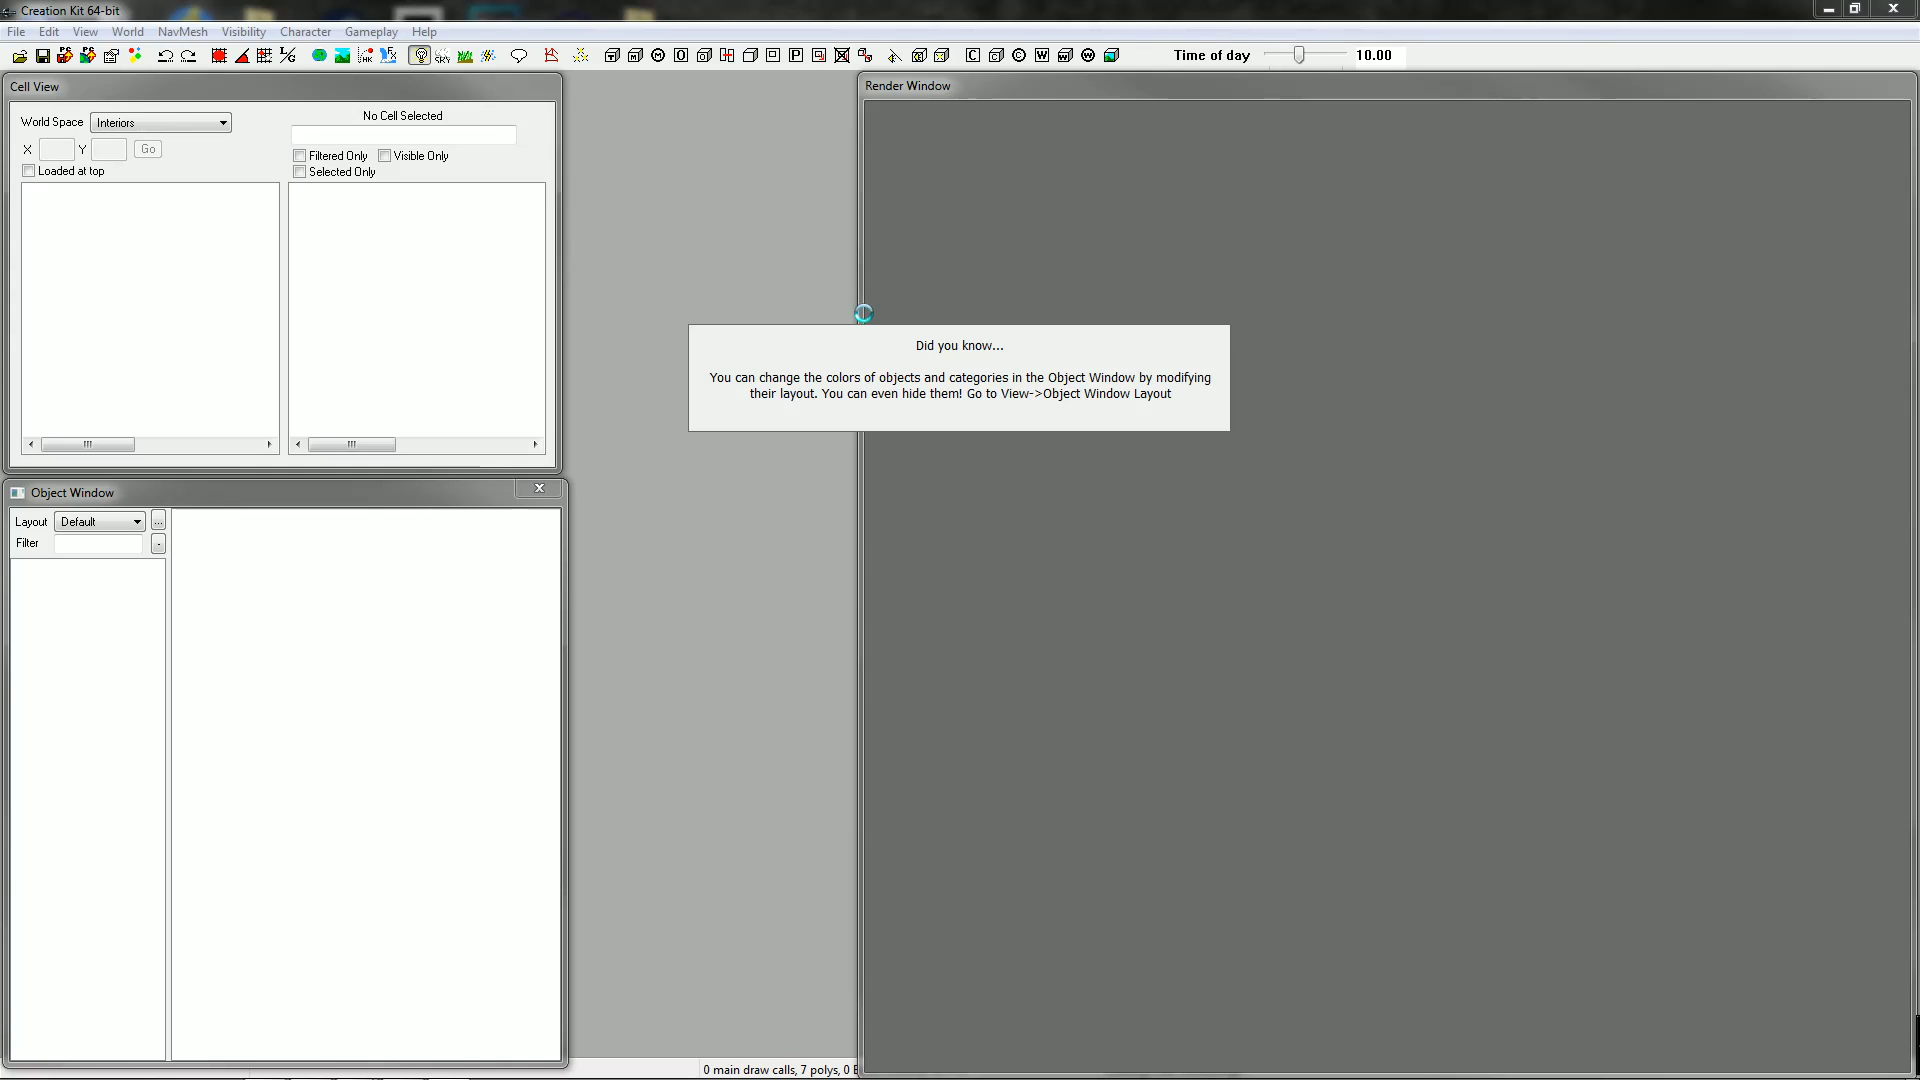 Creation Kit 64-bit
File Edit View World NavMesh Visibility Character Gameplay Help
Time of day 10.00
Cell View
World Space Interiors
No Cell Selected
X Y Go
Filtered Only Visible Only
Loaded at top
Selected Only
Render Window
Did you know...
You can change the colors of objects and categories in the Object Window by modifying
their layout. You can even hide them! Go to View->Object Window Layout
Object Window
Layout Default ...
Filter
0 main draw calls, 7 polys, 0